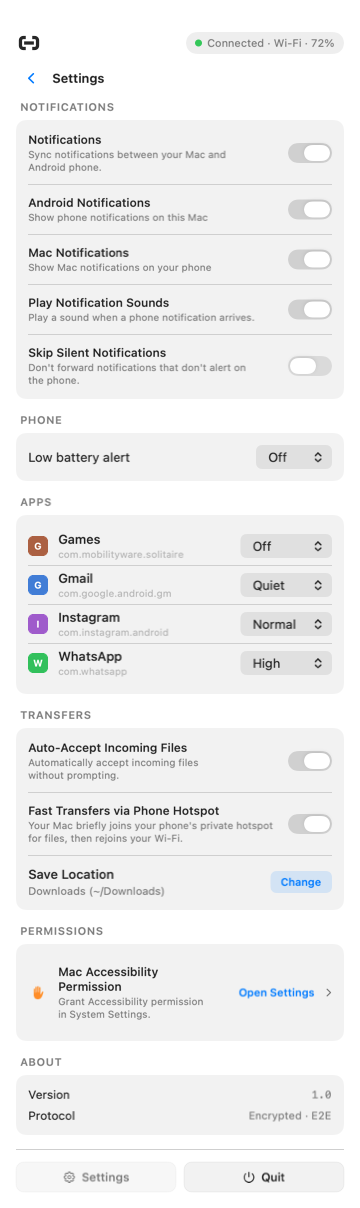 Connected · Wi-Fi · 72%
Settings
NOTIFICATIONS
Notifications
Sync notifications between your Mac and
Android phone.
Android Notifications
Show phone notifications on this Mac
Mac Notifications
Show Mac notifications on your phone
Play Notification Sounds
Play a sound when a phone notification arrives.
Skip Silent Notifications
Don't forward notifications that don't alert on
the phone.
PHONE
Low battery alert
Off
APPS
G
Games
com.mobilityware.solitaire
Off
G
Gmail
com.google.android.gm
Quiet
I
Instagram
com.instagram.android
Normal
W
WhatsApp
com.whatsapp
High
TRANSFERS
Auto-Accept Incoming Files
Automatically accept incoming files
without prompting.
Fast Transfers via Phone Hotspot
Your Mac briefly joins your phone's private hotspot
for files, then rejoins your Wi-Fi.
Save Location
Downloads (~/Downloads)
Change
PERMISSIONS
Mac Accessibility
Permission
Grant Accessibility permission
in System Settings.
Open Settings
ABOUT
Version
1.0
Protocol
Encrypted · E2E
Settings
Quit